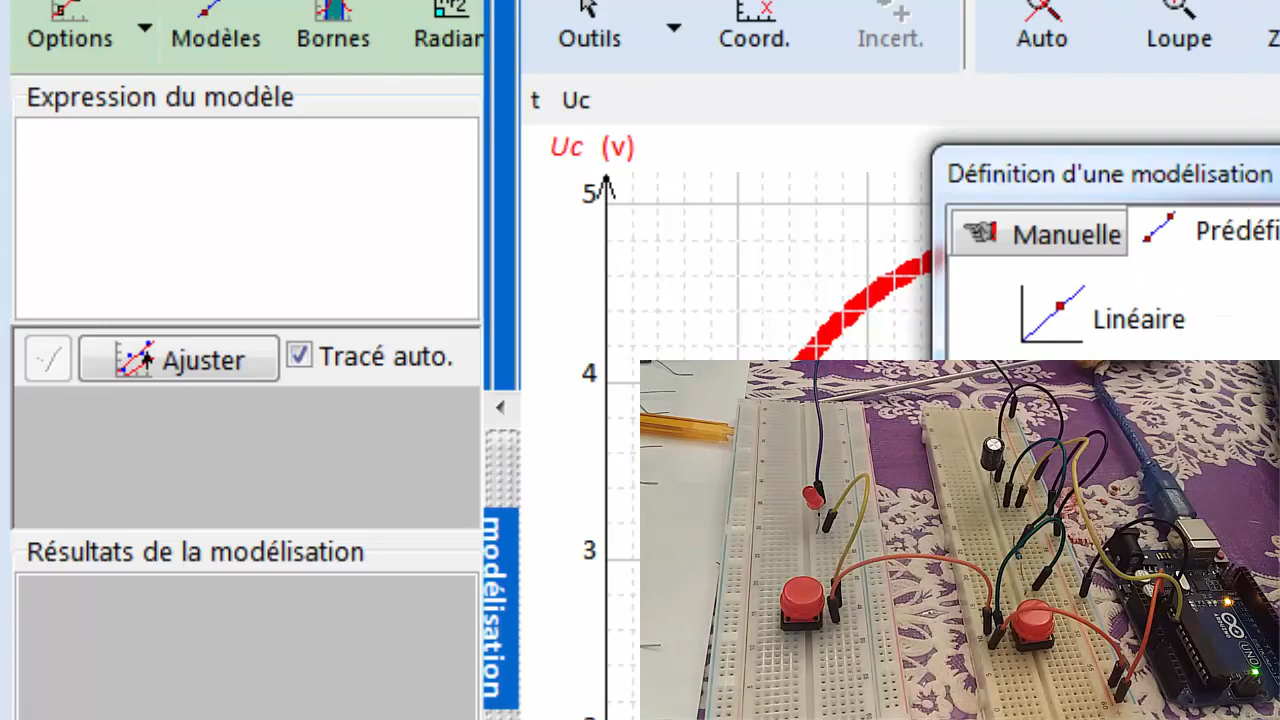 Options
Modèles
Bornes
Radian
Outils
Coord.
Incert.
Auto
Loupe
Z
Expression du modèle
t Uc
Uc (v)
5
4
3
Définition d'une modélisation
Manuelle
Prédéfi
Linéaire
Ajuster
Tracé auto.
Résultats de la modélisation
modélisation
UNO